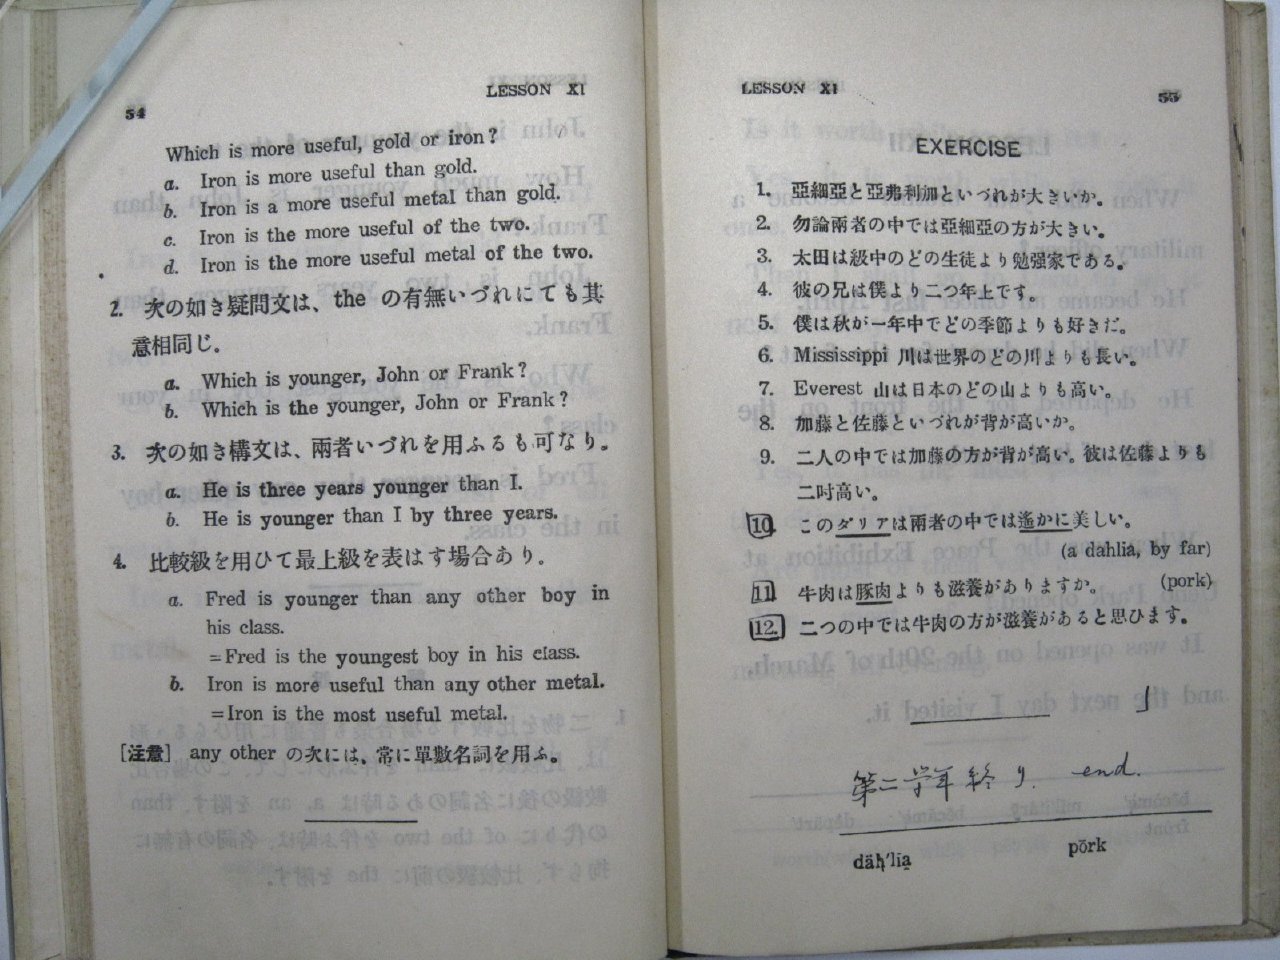 54
LESSON XI
Which is more useful, gold or iron?
a. Iron is more useful than gold.
b. Iron is a more useful metal than gold.
c. Iron is the more useful of the two.
d. Iron is the more useful metal of the two.
2. 次の如き疑問文は、the の有無いづれにても其
意相同じ。
a. Which is younger, John or Frank?
b. Which is the younger, John or Frank?
3. 次の如き構文は、兩者いづれを用ふるも可なり。
a. He is three years younger than I.
b. He is younger than I by three years.
4. 比較級を用ひて最上級を表はす場合あり。
a. Fred is younger than any other boy in
his class.
=Fred is the youngest boy in his class.
b. Iron is more useful than any other metal.
=Iron is the most useful metal.
[注意] any other の次には、常に單數名詞を用ふ。
LESSON XI
55
EXERCISE
1. 亞細亞と亞弗利加といづれが大きいか。
2. 勿論兩者の中では亞細亞の方が大きい。
3. 太田は級中のどの生徒より勉强家である。
4. 彼の兄は僕より二つ年上です。
5. 僕は秋が一年中でどの季節よりも好きだ。
6. Mississippi 川は世界のどの川よりも長い。
7. Everest 山は日本のどの山よりも高い。
8. 加藤と佐藤といづれが背が高いか。
9. 二人の中では加藤の方が背が高い。彼は佐藤よりも
二吋高い。
10. このダリアは兩者の中では遙かに美しい。
(a dahlia, by far)
11. 牛肉は豚肉よりも滋養がありますか。 (pork)
12. 二つの中では牛肉の方が滋養があると思ひます。
第二学年終り. end.
däḥ'lïạ pōrk